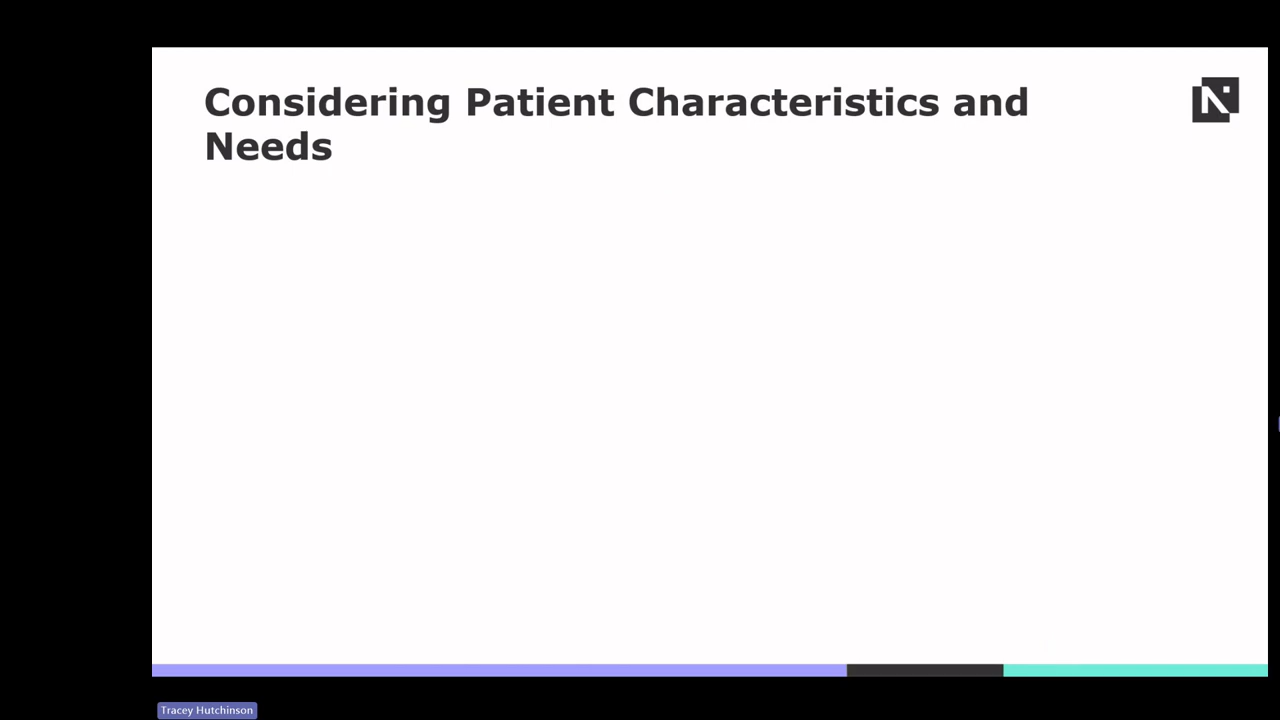 Considering Patient Characteristics and
Needs
Tracey Hutchinson